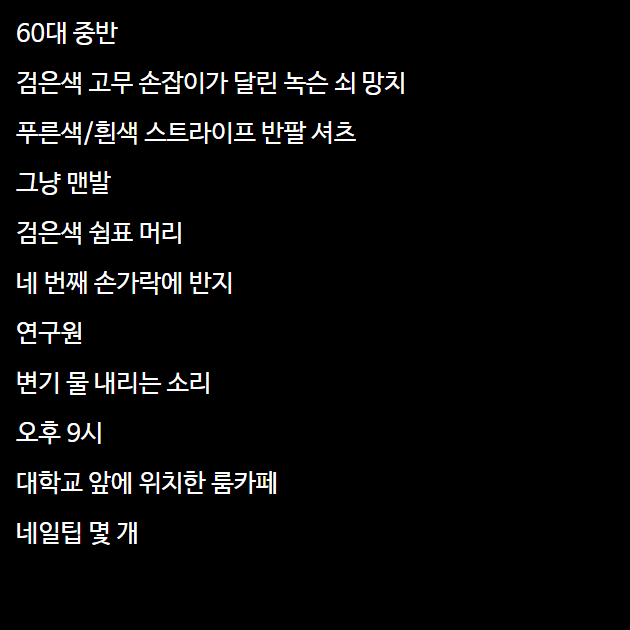 60대 중반
검은색 고무 손잡이가 달린 녹슨 쇠 망치
푸른색/흰색 스트라이프 반팔 셔츠
그냥 맨발
검은색 쉼표 머리
네 번째 손가락에 반지
연구원
변기 물 내리는 소리
오후 9시
대학교 앞에 위치한 룸카페
네일팁 몇 개